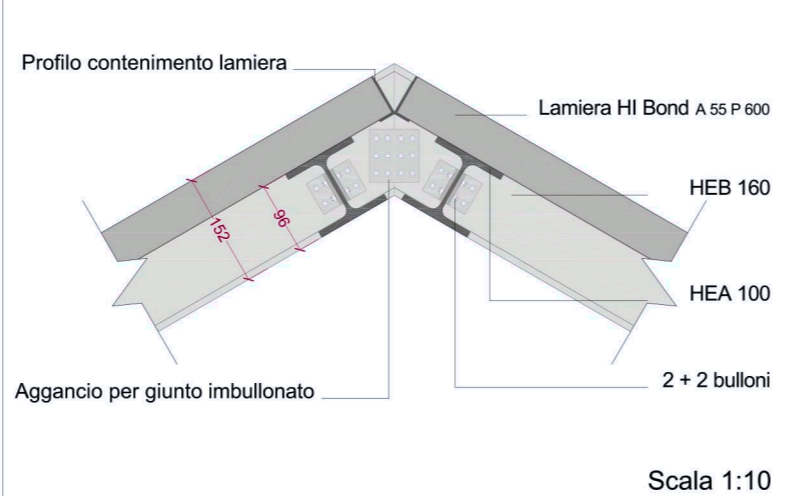 Profilo contenimento lamiera
Lamiera HI Bond A 55 P 600
HEB 160
152
96
HEA 100
2 + 2 bulloni
Aggancio per giunto imbullonato
Scala 1:10